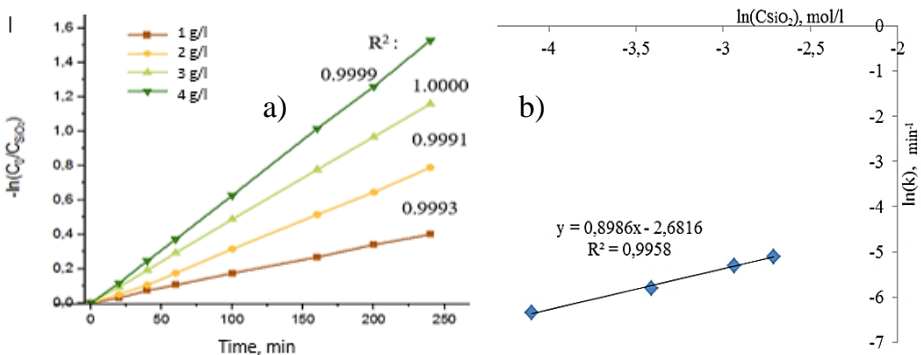 1 g/l
2 g/l
3 g/l
4 g/l
R² :
0.9999
1.0000
0.9991
0.9993
a)
-ln(C₀/C_SiO₂)
1,6
1,4
1,2
1,0
0,8
0,6
0,4
0,2
0,0
0 50 100 150 200 250
Time, min
b)
ln(CsiO₂), mol/l
-4 -3,5 -3 -2,5 -2
0
-1
-2
-3
-4
-5
-6
-7
ln(k), min⁻¹
y = 0,8986x - 2,6816
R² = 0,9958